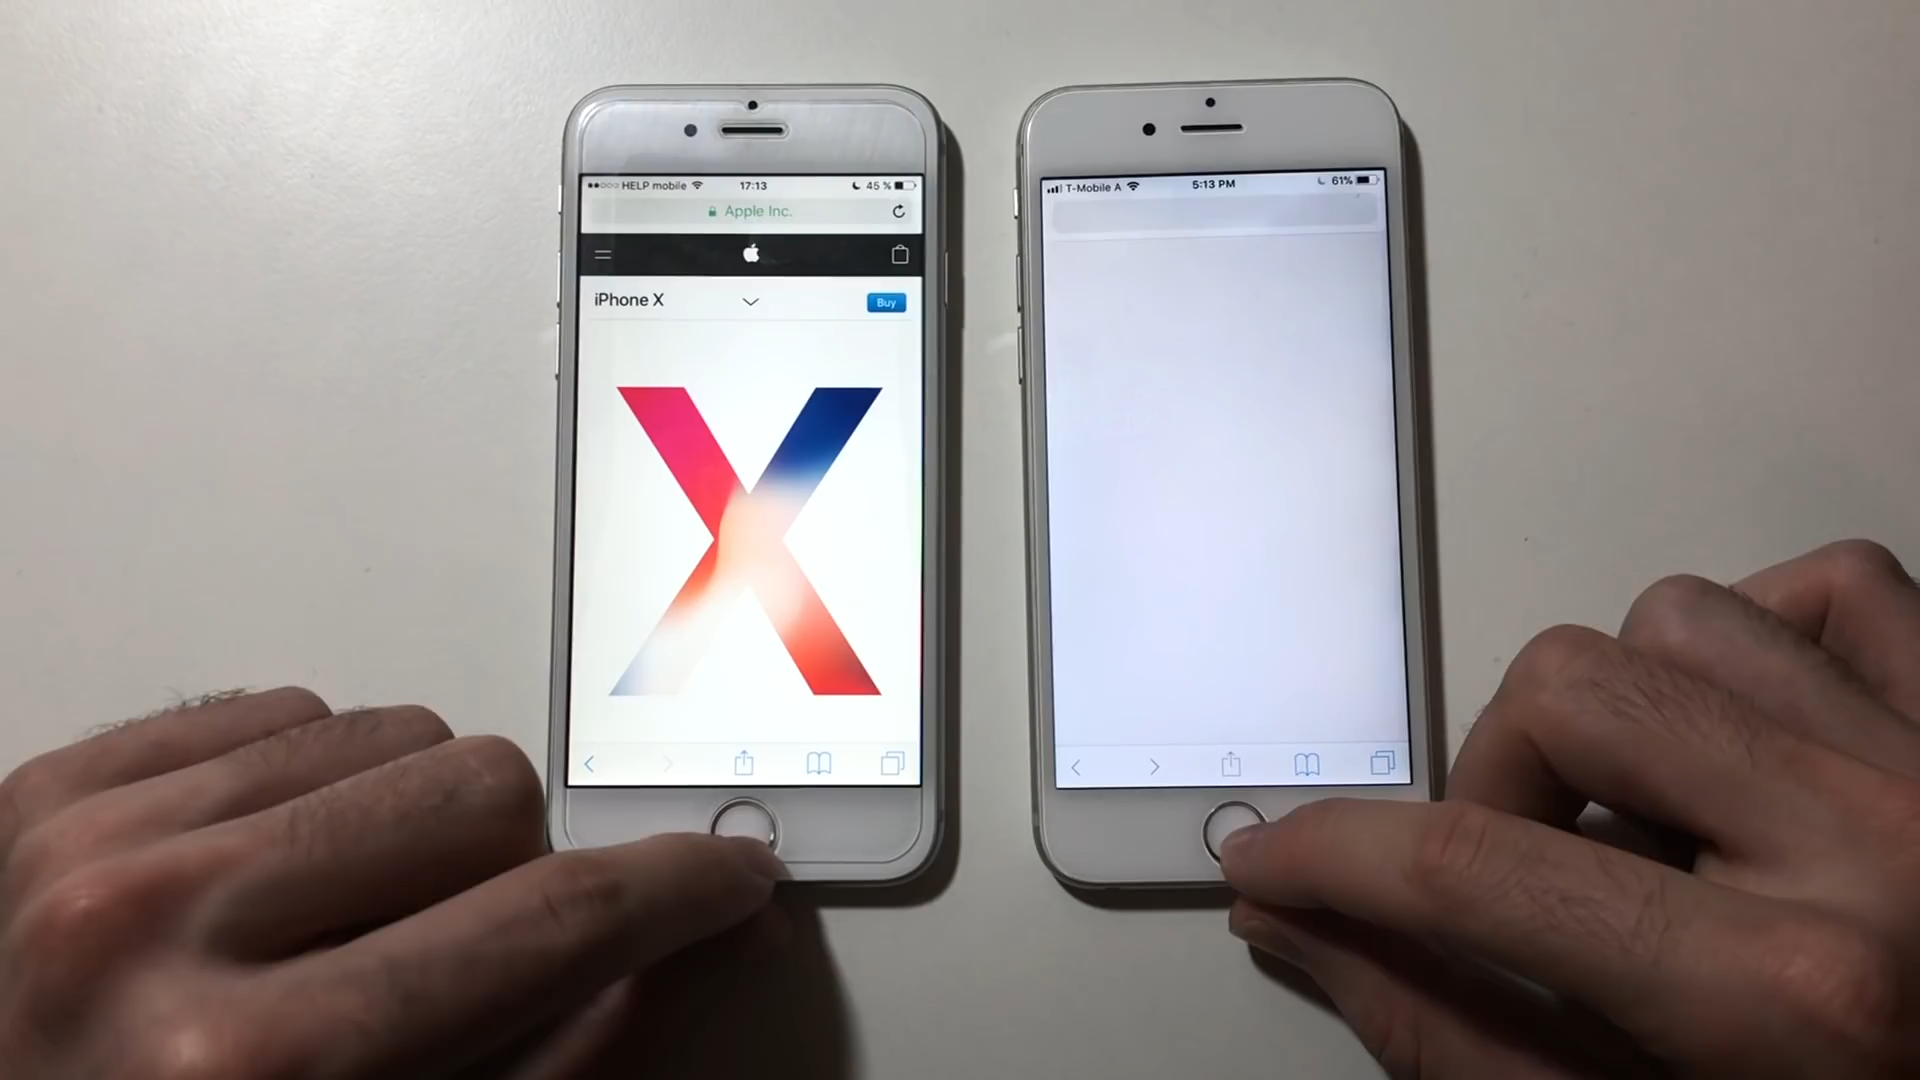 HELP mobile 17:13 45 %
Apple Inc.
iPhone X Buy
X
T-Mobile A 5:13 PM 61%